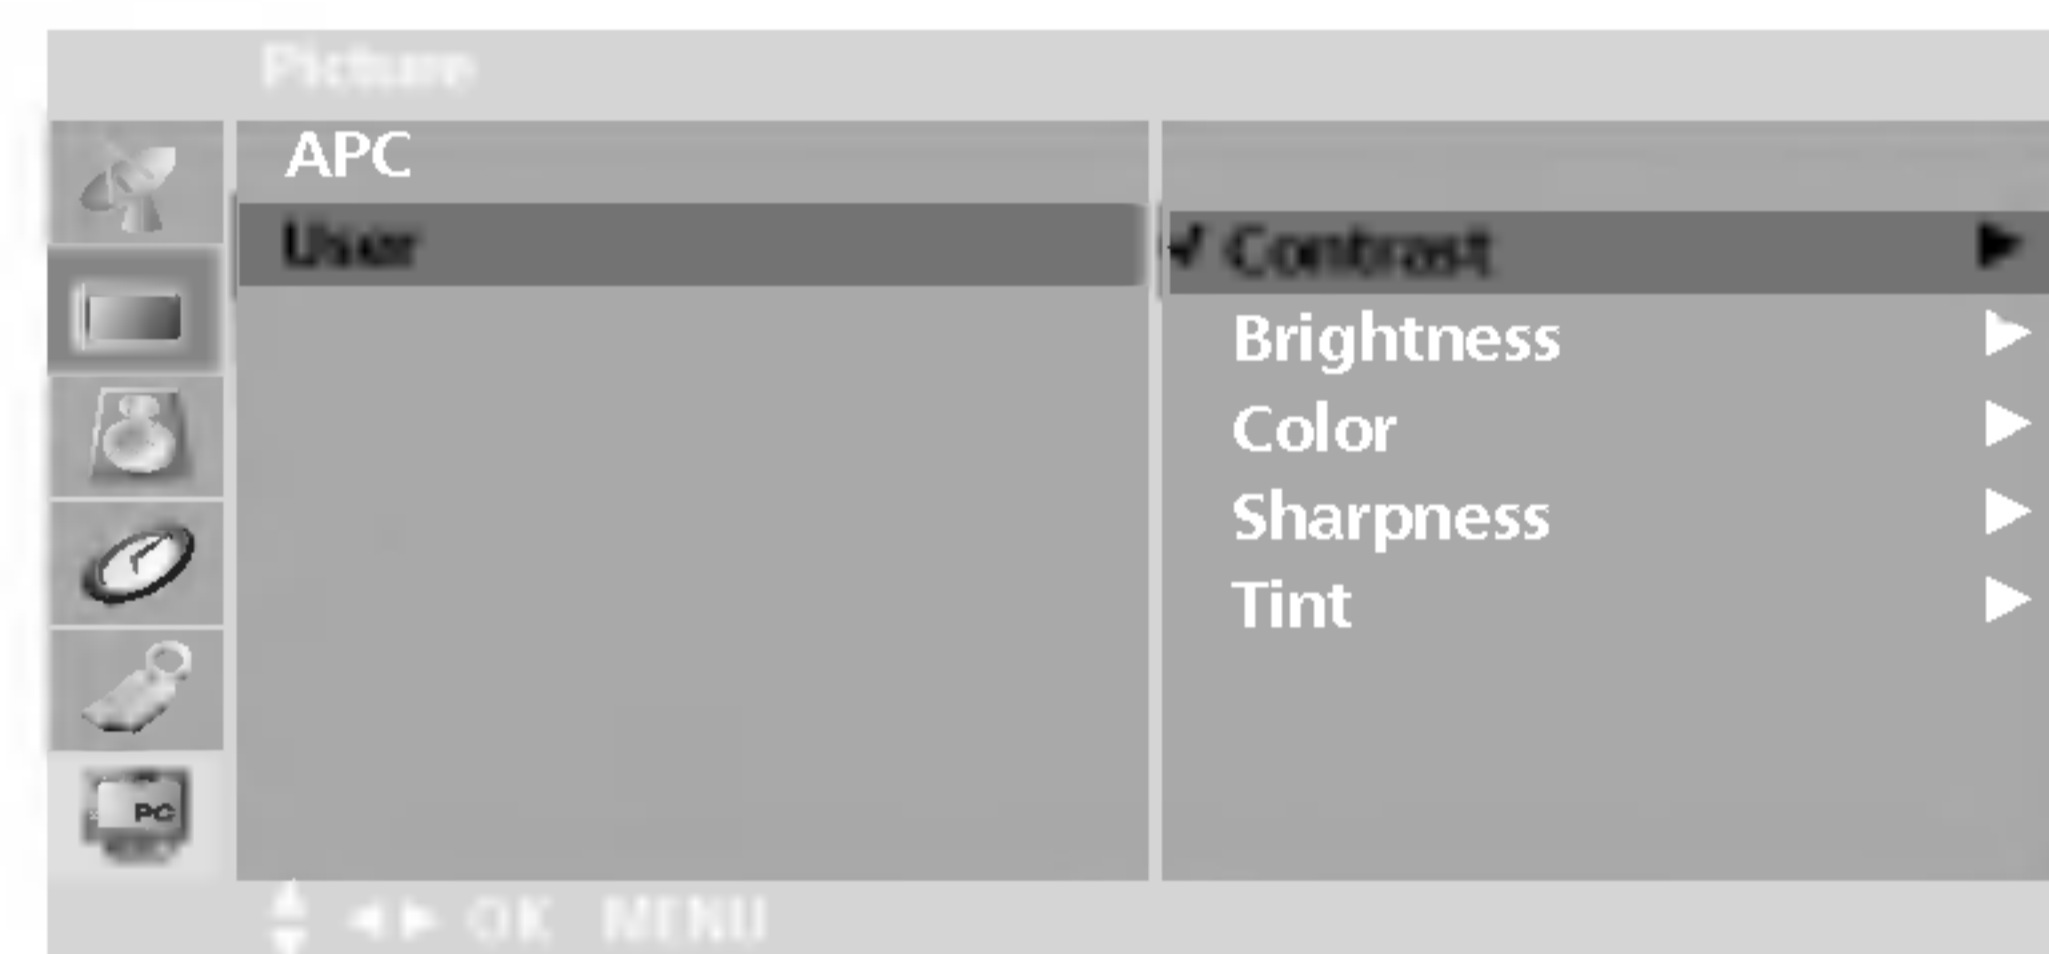 Picture
APC
User
✓ Contrast ▶
Brightness ▶
Color ▶
Sharpness ▶
Tint ▶
PC
▲▼ ◀▶ OK MENU